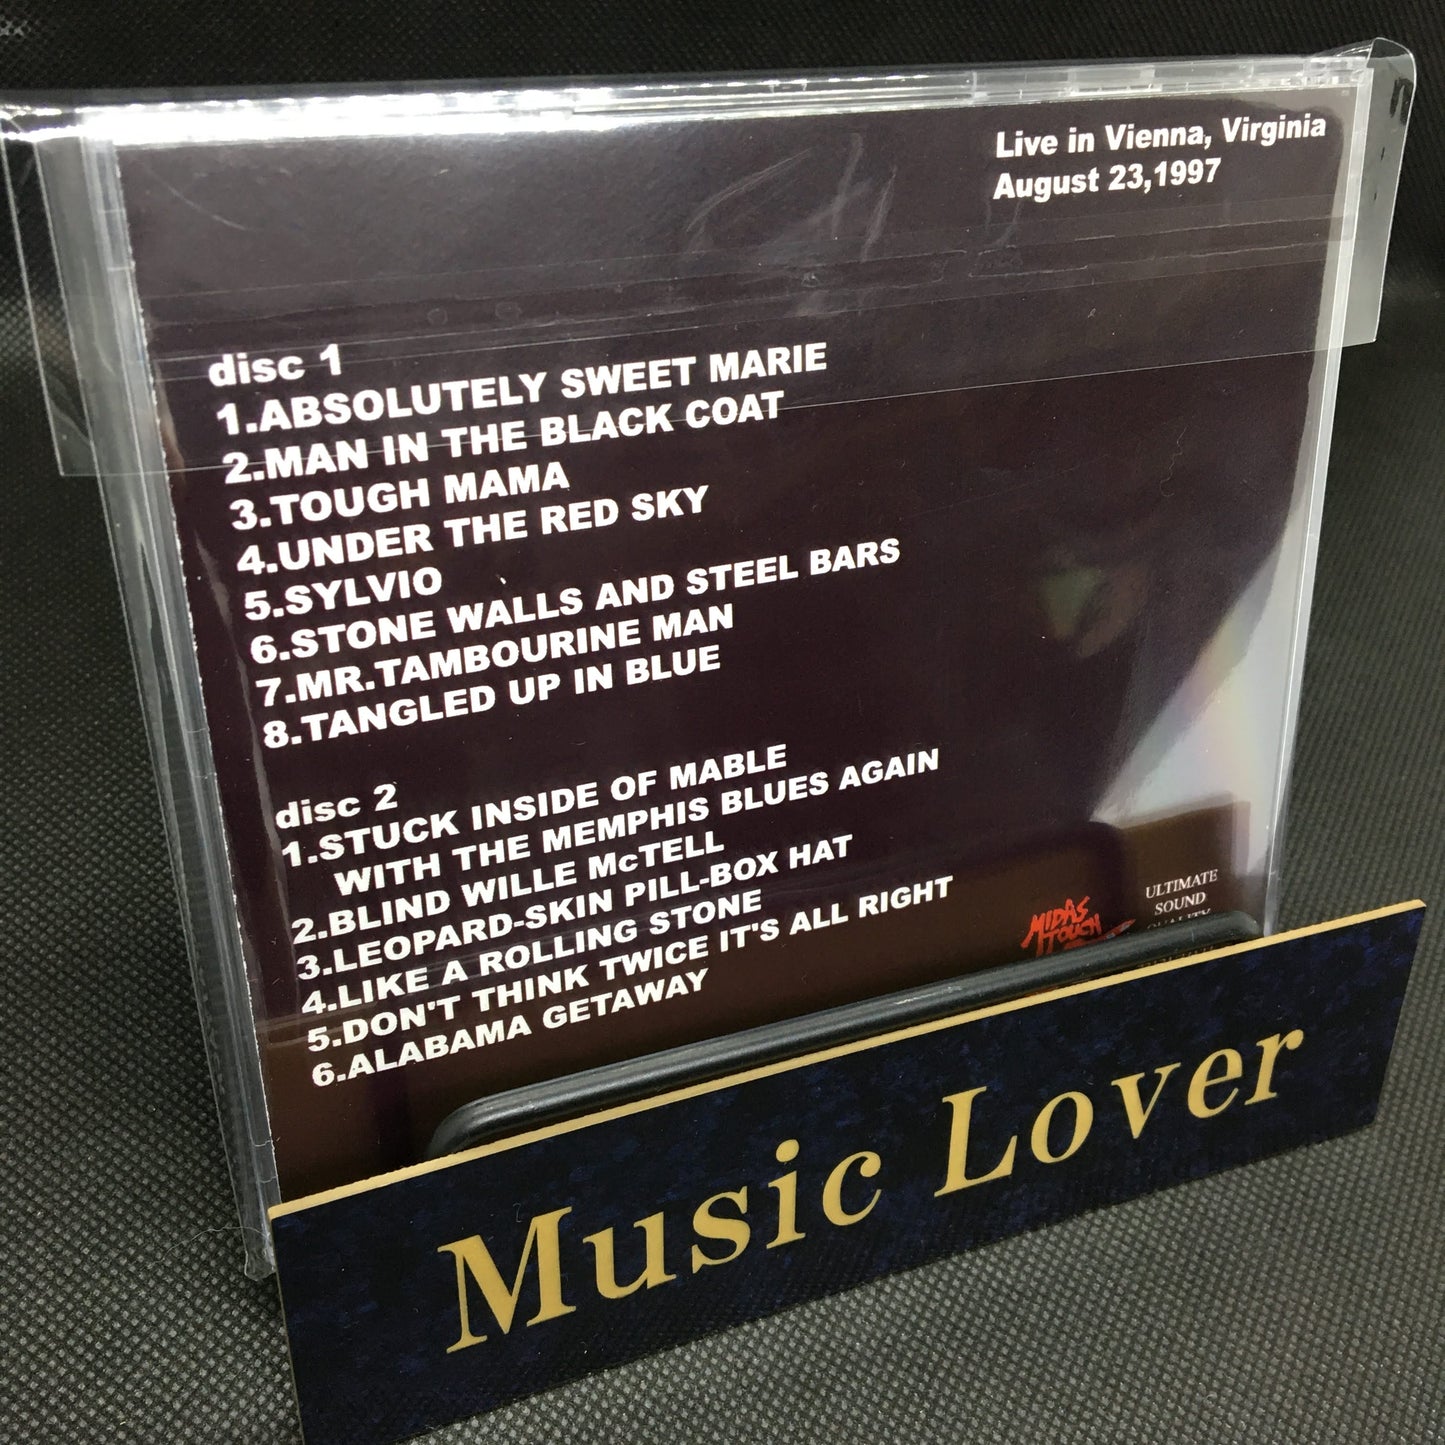 Live in Vienna, Virginia
August 23,1997
disc 1
1.ABSOLUTELY SWEET MARIE
2.MAN IN THE BLACK COAT
3.TOUGH MAMA
4.UNDER THE RED SKY
5.SYLVIO
6.STONE WALLS AND STEEL BARS
7.MR.TAMBOURINE MAN
8.TANGLED UP IN BLUE
disc 2
1.STUCK INSIDE OF MABLE
WITH THE MEMPHIS BLUES AGAIN
2.BLIND WILLE McTELL
3.LEOPARD-SKIN PILL-BOX HAT
4.LIKE A ROLLING STONE
5.DON'T THINK TWICE IT'S ALL RIGHT
6.ALABAMA GETAWAY
MIDAS
TOUCH
ULTIMATE
SOUND
QUALITY
Music Lover